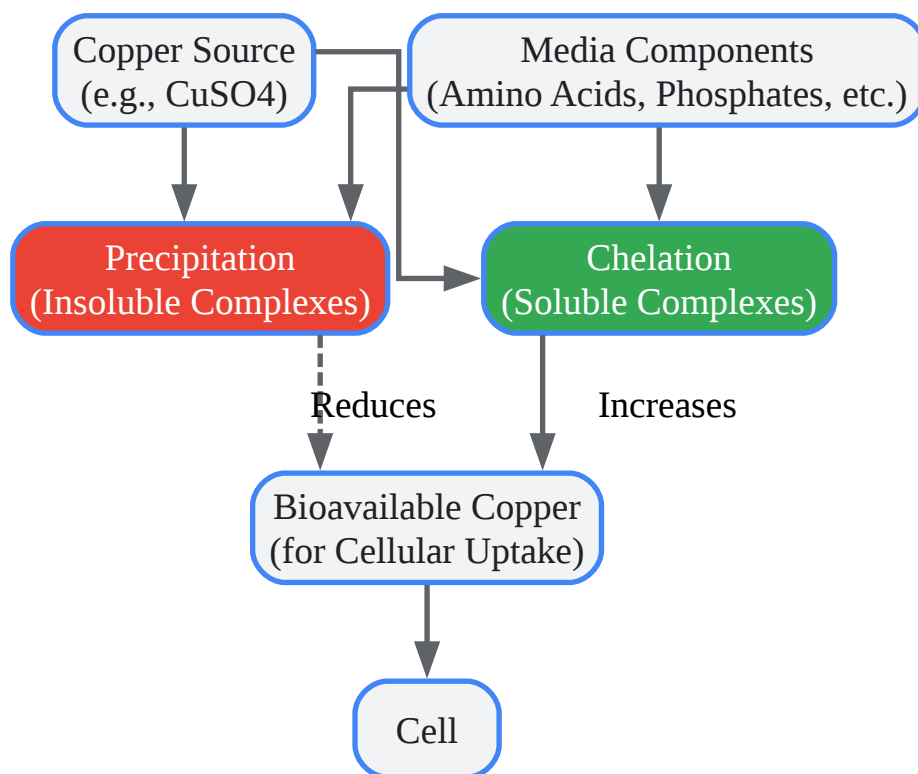 Copper Source
(e.g., CuSO4)
Media Components
(Amino Acids, Phosphates, etc.)
Precipitation
(Insoluble Complexes)
Chelation
(Soluble Complexes)
Reduces
Increases
Bioavailable Copper
(for Cellular Uptake)
Cell